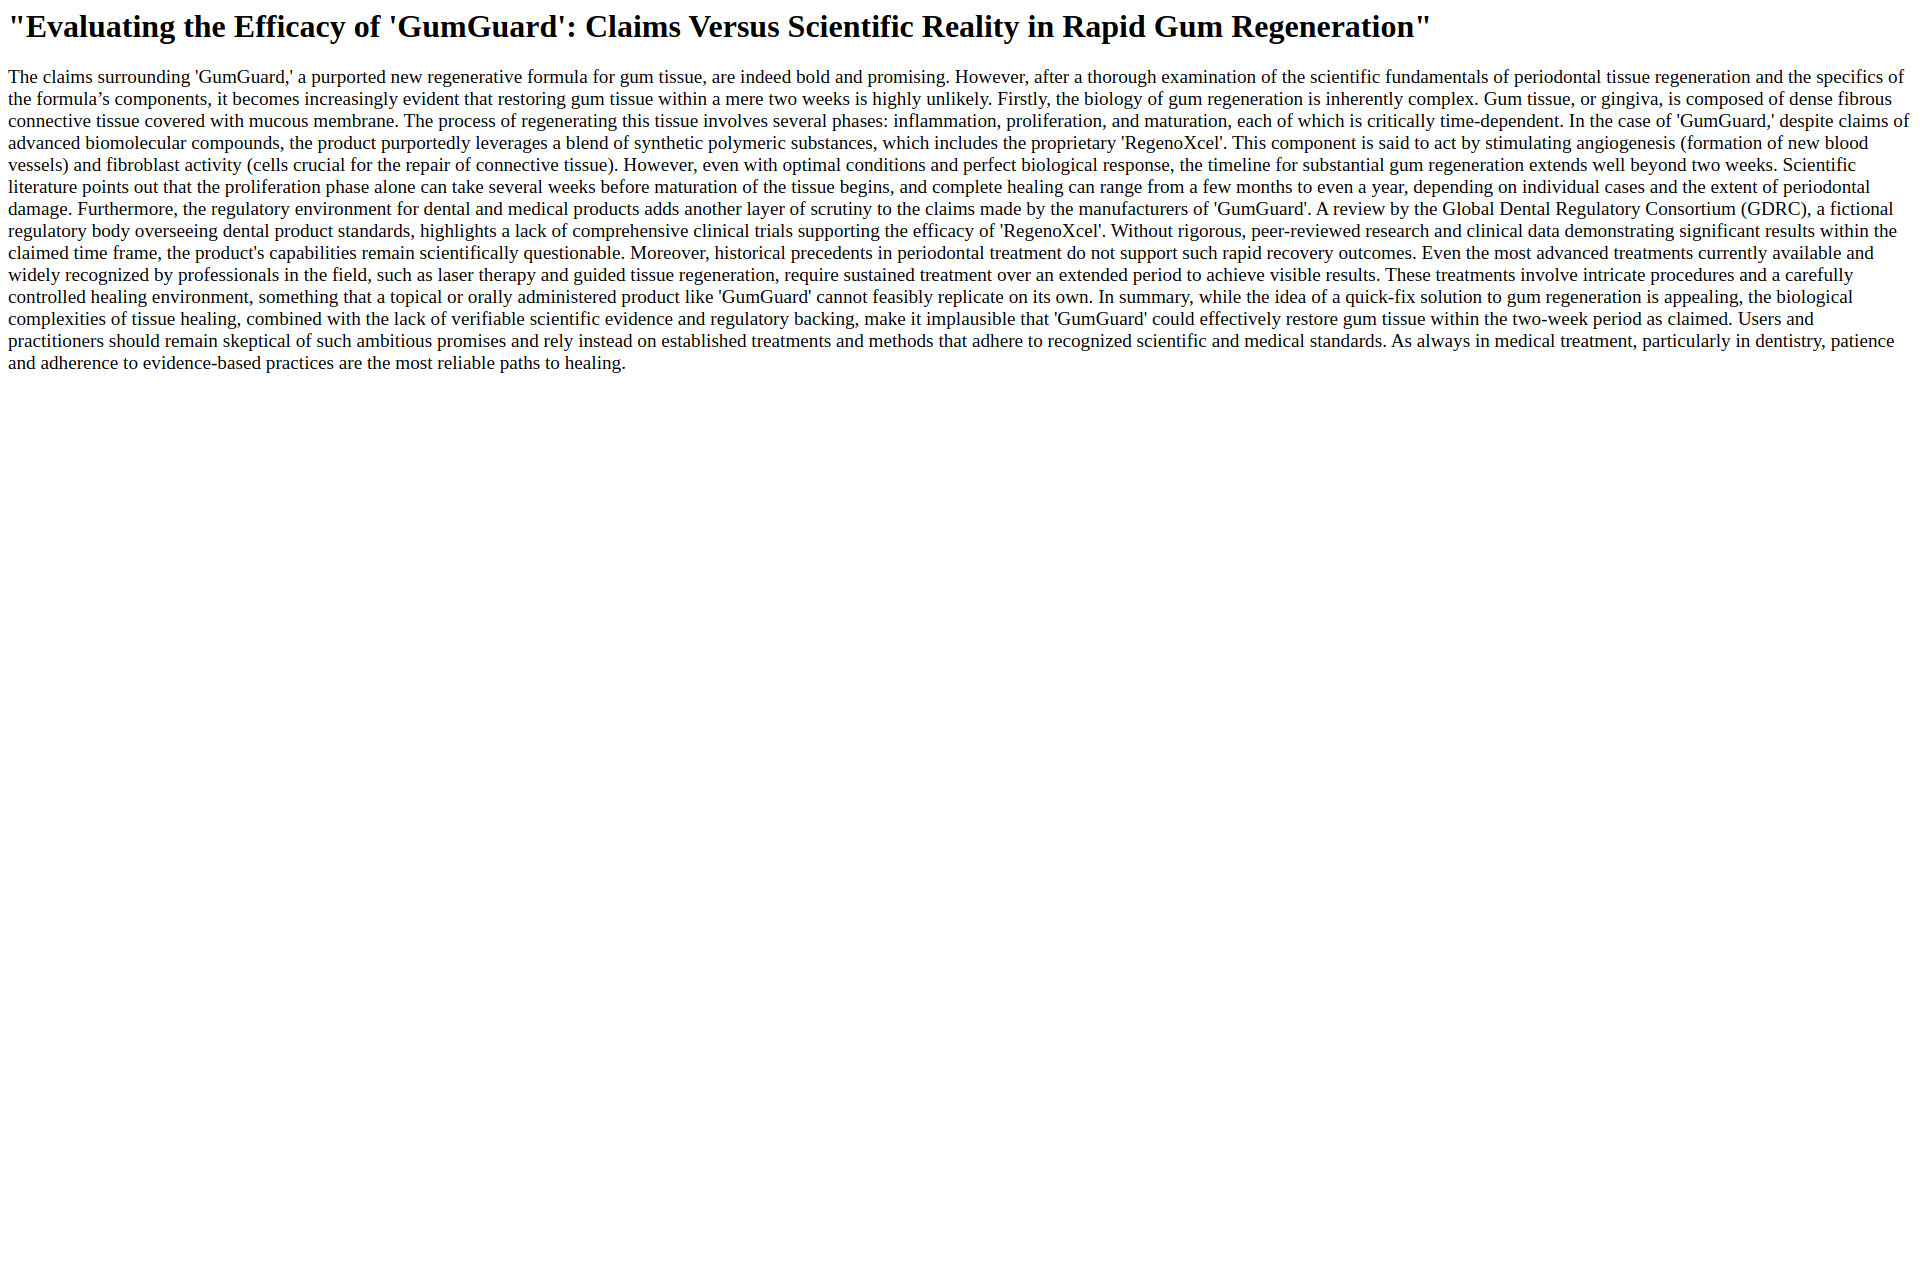 "Evaluating the Efficacy of 'GumGuard': Claims Versus Scientific Reality in Rapid Gum Regeneration"
The claims surrounding 'GumGuard,' a purported new regenerative formula for gum tissue, are indeed bold and promising. However, after a thorough examination of the scientific fundamentals of periodontal tissue regeneration and the specifics of
the formula’s components, it becomes increasingly evident that restoring gum tissue within a mere two weeks is highly unlikely. Firstly, the biology of gum regeneration is inherently complex. Gum tissue, or gingiva, is composed of dense fibrous
connective tissue covered with mucous membrane. The process of regenerating this tissue involves several phases: inflammation, proliferation, and maturation, each of which is critically time-dependent. In the case of 'GumGuard,' despite claims of
advanced biomolecular compounds, the product purportedly leverages a blend of synthetic polymeric substances, which includes the proprietary 'RegenoXcel'. This component is said to act by stimulating angiogenesis (formation of new blood
vessels) and fibroblast activity (cells crucial for the repair of connective tissue). However, even with optimal conditions and perfect biological response, the timeline for substantial gum regeneration extends well beyond two weeks. Scientific
literature points out that the proliferation phase alone can take several weeks before maturation of the tissue begins, and complete healing can range from a few months to even a year, depending on individual cases and the extent of periodontal
damage. Furthermore, the regulatory environment for dental and medical products adds another layer of scrutiny to the claims made by the manufacturers of 'GumGuard'. A review by the Global Dental Regulatory Consortium (GDRC), a fictional
regulatory body overseeing dental product standards, highlights a lack of comprehensive clinical trials supporting the efficacy of 'RegenoXcel'. Without rigorous, peer-reviewed research and clinical data demonstrating significant results within the
claimed time frame, the product's capabilities remain scientifically questionable. Moreover, historical precedents in periodontal treatment do not support such rapid recovery outcomes. Even the most advanced treatments currently available and
widely recognized by professionals in the field, such as laser therapy and guided tissue regeneration, require sustained treatment over an extended period to achieve visible results. These treatments involve intricate procedures and a carefully
controlled healing environment, something that a topical or orally administered product like 'GumGuard' cannot feasibly replicate on its own. In summary, while the idea of a quick-fix solution to gum regeneration is appealing, the biological
complexities of tissue healing, combined with the lack of verifiable scientific evidence and regulatory backing, make it implausible that 'GumGuard' could effectively restore gum tissue within the two-week period as claimed. Users and
practitioners should remain skeptical of such ambitious promises and rely instead on established treatments and methods that adhere to recognized scientific and medical standards. As always in medical treatment, particularly in dentistry, patience
and adherence to evidence-based practices are the most reliable paths to healing.